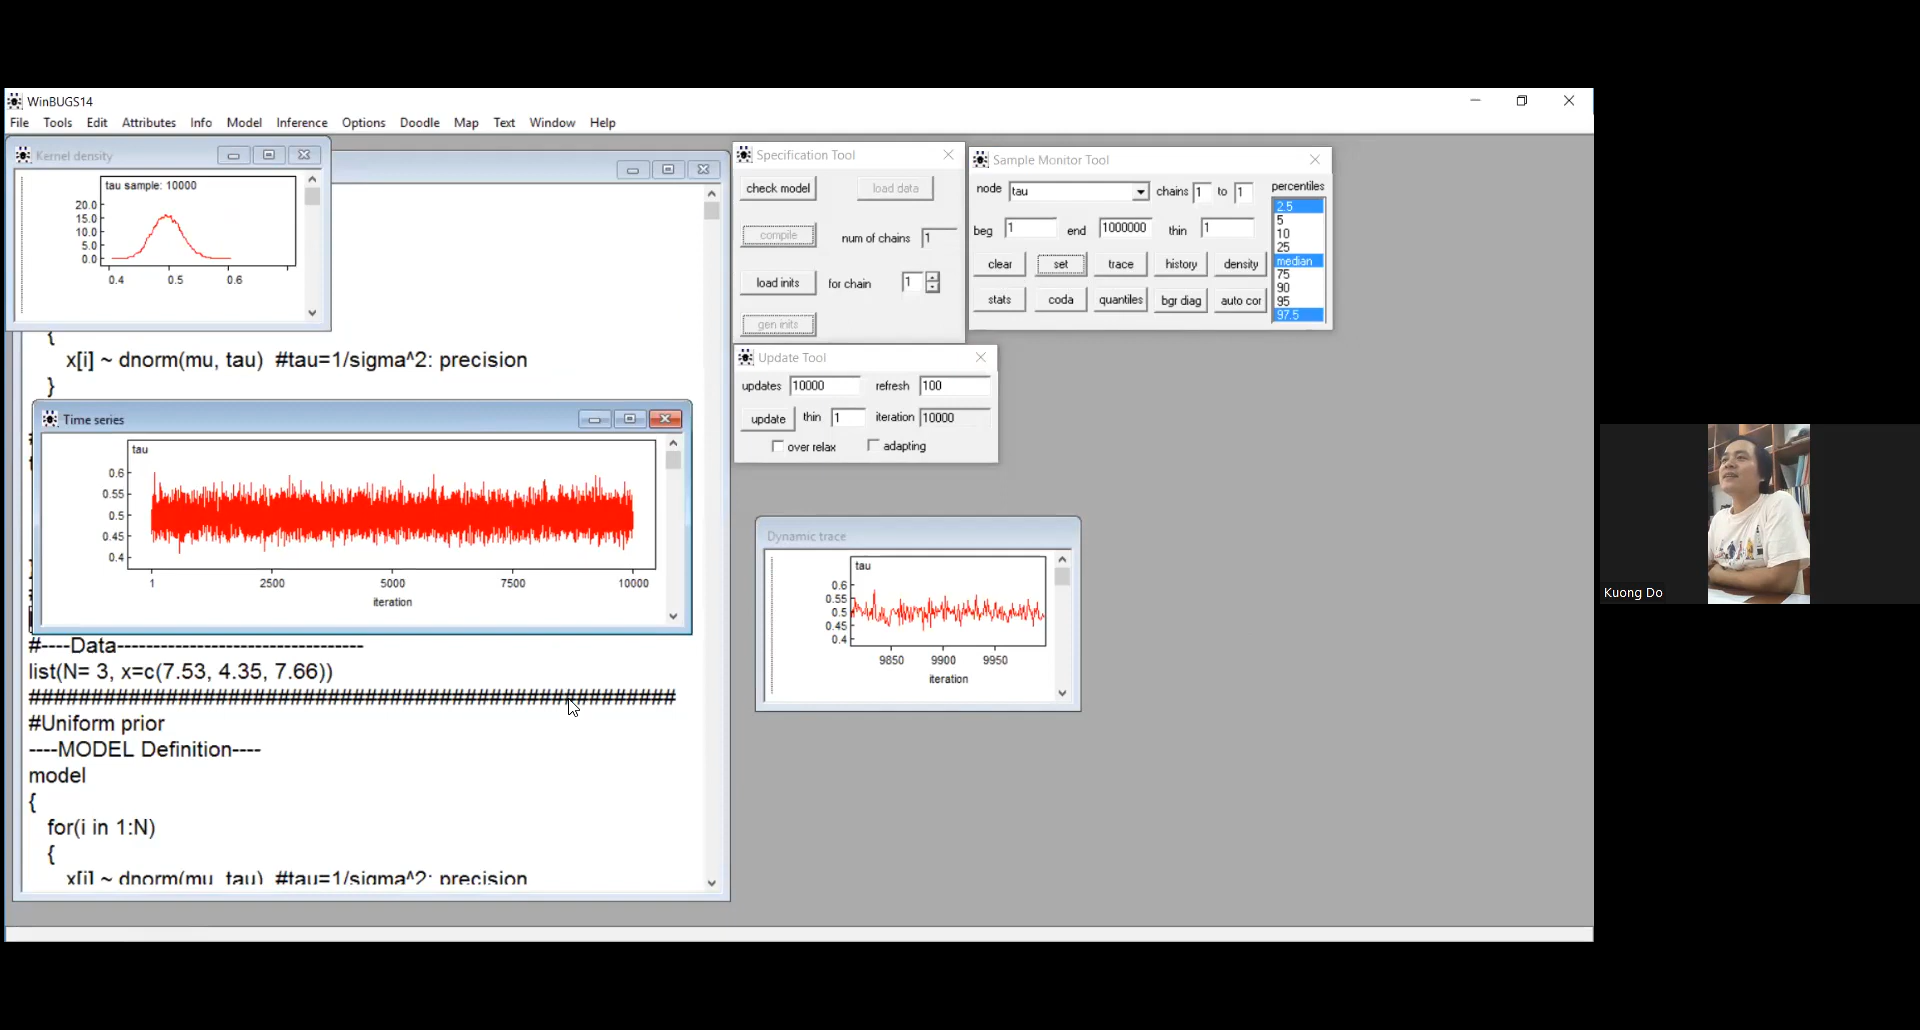 WinBUGS14
File Tools Edit Attributes Info Model Inference Options Doodle Map Text Window Help
Kernel density
tau sample: 10000
20.0
15.0
10.0
5.0
0.0
0.4 0.5 0.6
{
x[i] ~ dnorm(mu, tau) #tau=1/sigma^2: precision
}
Time series
tau
0.6
0.55
0.5
0.45
0.4
1 2500 5000 7500 10000
iteration
#----Data----------------------------------
list(N= 3, x=c(7.53, 4.35, 7.66))
#Uniform prior
----MODEL Definition----
model
{
for(i in 1:N)
{
x[i] ~ dnorm(mu, tau) #tau=1/sigma^2: precision
Specification Tool
check model load data
compile num of chains 1
load inits for chain 1
gen inits
Sample Monitor Tool
node tau chains 1 to 1 percentiles
beg 1 end 1000000 thin 1
clear set trace history density
stats coda quantiles bgr diag auto cor
2.5
5
10
25
median
75
90
95
97.5
Update Tool
updates 10000 refresh 100
update thin 1 iteration 10000
over relax adapting
Dynamic trace
tau
0.6
0.55
0.5
0.45
0.4
9850 9900 9950
iteration
Kuong Do